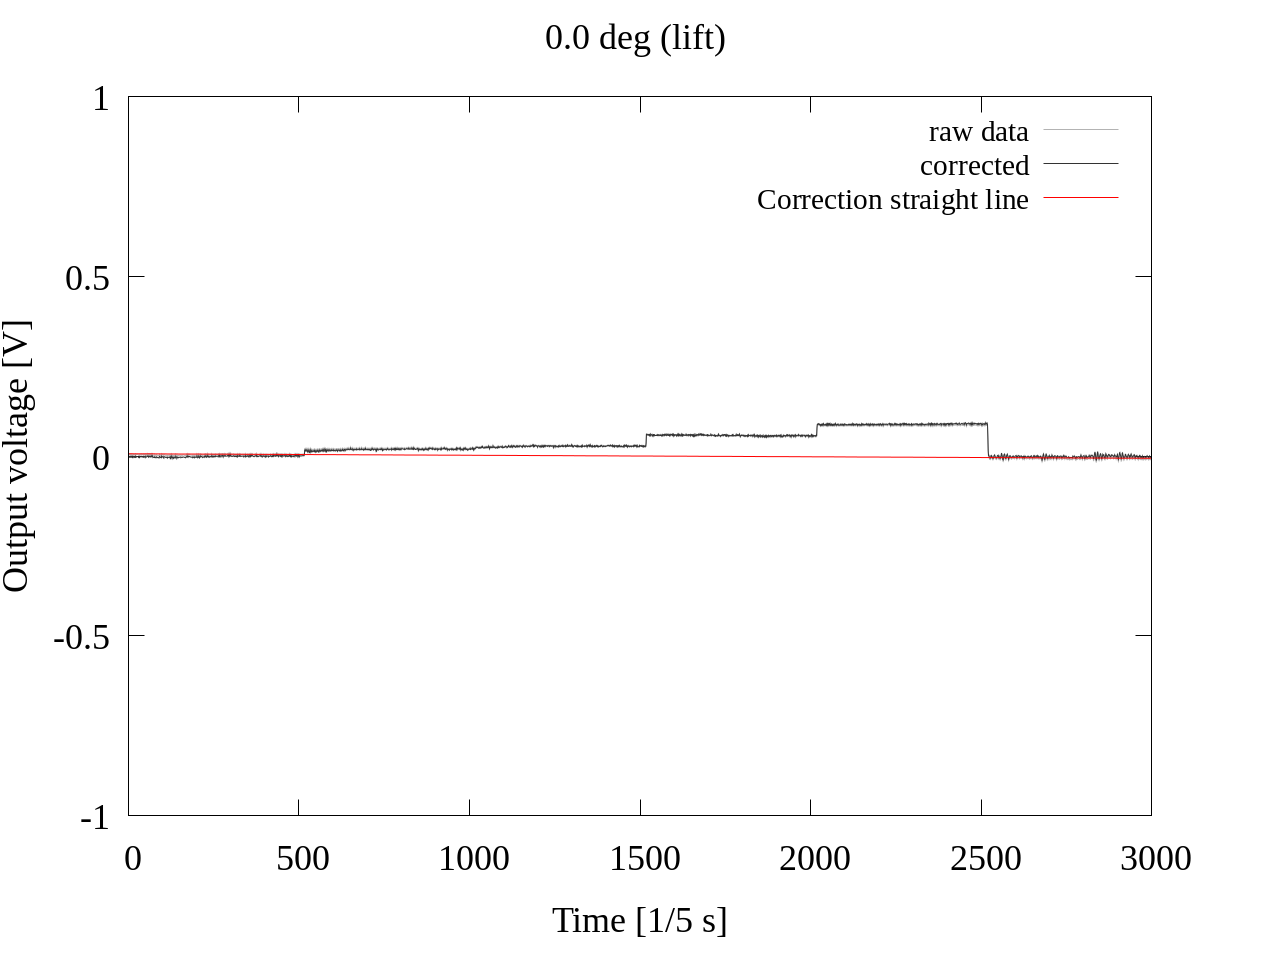 0.0 deg (lift)
1
raw data
corrected
Correction straight line
0.5
0
-0.5
-1
Output voltage [V]
0 500 1000 1500 2000 2500 3000
Time [1/5 s]